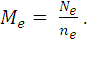 Mₑ = Nₑ / nₑ .